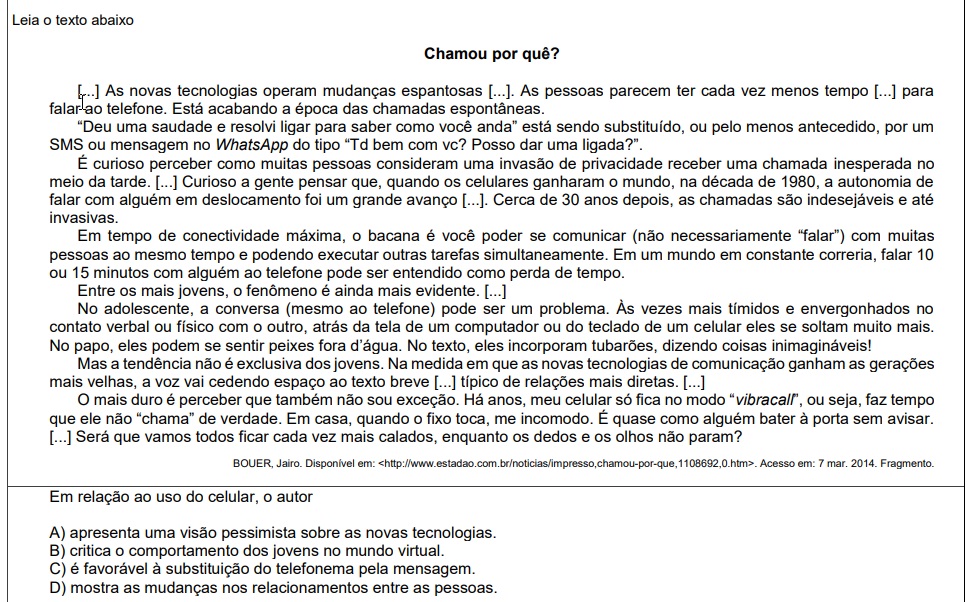 Leia o texto abaixo
Chamou por quê?
[...] As novas tecnologias operam mudanças espantosas [...]. As pessoas parecem ter cada vez menos tempo [...] para
falar ao telefone. Está acabando a época das chamadas espontâneas.
“Deu uma saudade e resolvi ligar para saber como você anda” está sendo substituído, ou pelo menos antecedido, por um
SMS ou mensagem no WhatsApp do tipo “Td bem com vc? Posso dar uma ligada?”.
É curioso perceber como muitas pessoas consideram uma invasão de privacidade receber uma chamada inesperada no
meio da tarde. [...] Curioso a gente pensar que, quando os celulares ganharam o mundo, na década de 1980, a autonomia de
falar com alguém em deslocamento foi um grande avanço [...]. Cerca de 30 anos depois, as chamadas são indesejáveis e até
invasivas.
Em tempo de conectividade máxima, o bacana é você poder se comunicar (não necessariamente “falar”) com muitas
pessoas ao mesmo tempo e podendo executar outras tarefas simultaneamente. Em um mundo em constante correria, falar 10
ou 15 minutos com alguém ao telefone pode ser entendido como perda de tempo.
Entre os mais jovens, o fenômeno é ainda mais evidente. [...]
No adolescente, a conversa (mesmo ao telefone) pode ser um problema. Às vezes mais tímidos e envergonhados no
contato verbal ou físico com o outro, atrás da tela de um computador ou do teclado de um celular eles se soltam muito mais.
No papo, eles podem se sentir peixes fora d’água. No texto, eles incorporam tubarões, dizendo coisas inimagináveis!
Mas a tendência não é exclusiva dos jovens. Na medida em que as novas tecnologias de comunicação ganham as gerações
mais velhas, a voz vai cedendo espaço ao texto breve [...] típico de relações mais diretas. [...]
O mais duro é perceber que também não sou exceção. Há anos, meu celular só fica no modo “vibracall”, ou seja, faz tempo
que ele não “chama” de verdade. Em casa, quando o fixo toca, me incomodo. É quase como alguém bater à porta sem avisar.
[...] Será que vamos todos ficar cada vez mais calados, enquanto os dedos e os olhos não param?
BOUER, Jairo. Disponível em: <http://www.estadao.com.br/noticias/impresso,chamou-por-que,1108692,0.htm>. Acesso em: 7 mar. 2014. Fragmento.
Em relação ao uso do celular, o autor
A) apresenta uma visão pessimista sobre as novas tecnologias.
B) critica o comportamento dos jovens no mundo virtual.
C) é favorável à substituição do telefonema pela mensagem.
D) mostra as mudanças nos relacionamentos entre as pessoas.